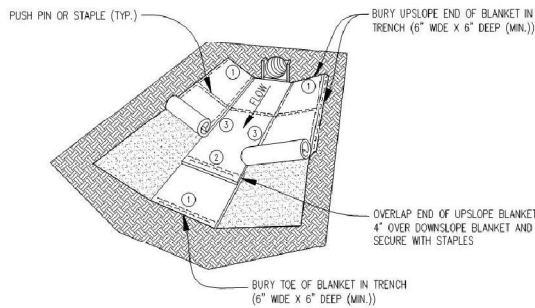 PUSH PIN OR STAPLE (TYP.)
BURY UPSLOPE END OF BLANKET IN
TRENCH (6" WIDE X 6" DEEP (MIN.))
1
1
FLOW
3
3
2
1
OVERLAP END OF UPSLOPE BLANKET
4" OVER DOWNSLOPE BLANKET AND
SECURE WITH STAPLES
BURY TOE OF BLANKET IN TRENCH
(6" WIDE X 6" DEEP (MIN.))